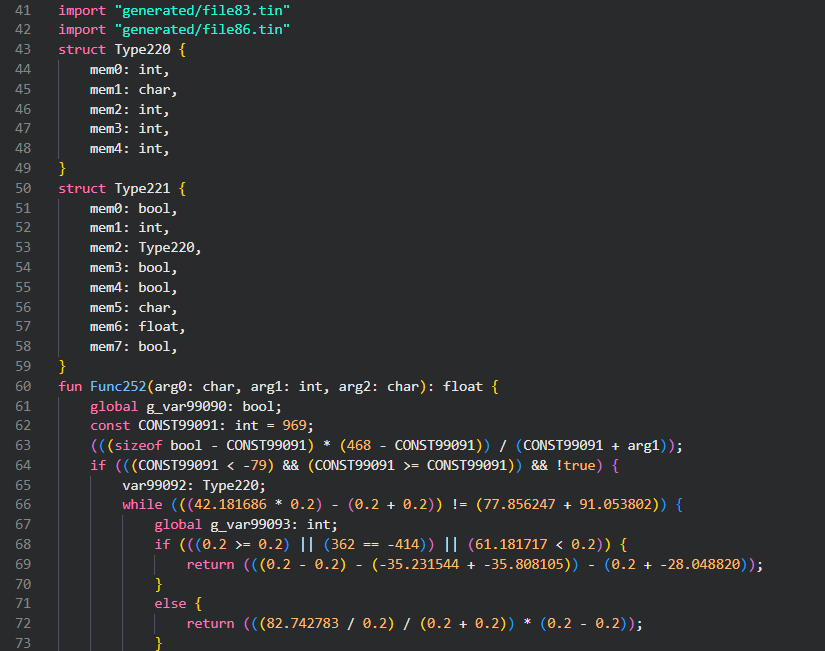 41 import "generated/file83.tin"
42 import "generated/file86.tin"
43 struct Type220 {
44     mem0: int,
45     mem1: char,
46     mem2: int,
47     mem3: int,
48     mem4: int,
49 }
50 struct Type221 {
51     mem0: bool,
52     mem1: int,
53     mem2: Type220,
54     mem3: bool,
55     mem4: bool,
56     mem5: char,
57     mem6: float,
58     mem7: bool,
59 }
60 fun Func252(arg0: char, arg1: int, arg2: char): float {
61     global g_var99090: bool;
62     const CONST99091: int = 969;
63     (((sizeof bool - CONST99091) * (468 - CONST99091)) / (CONST99091 + arg1));
64     if (((CONST99091 < -79) && (CONST99091 >= CONST99091)) && !true) {
65         var99092: Type220;
66         while (((42.181686 * 0.2) - (0.2 + 0.2)) != (77.856247 + 91.053802)) {
67             global g_var99093: int;
68             if (((0.2 >= 0.2) || (362 == -414)) || (61.181717 < 0.2)) {
69                 return (((0.2 - 0.2) - (-35.231544 + -35.808105)) - (0.2 + -28.048820));
70             }
71             else {
72                 return (((82.742783 / 0.2) / (0.2 + 0.2)) * (0.2 - 0.2));
73             }